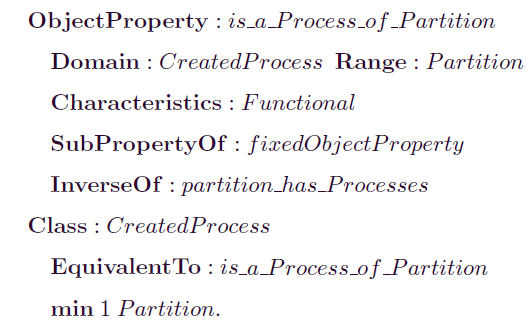 ObjectProperty : is_a_Process_of_Partition
Domain : CreatedProcess Range : Partition
Characteristics : Functional
SubPropertyOf : fixedObjectProperty
InverseOf : partition_has_Processes
Class : CreatedProcess
EquivalentTo : is_a_Process_of_Partition
min 1 Partition.